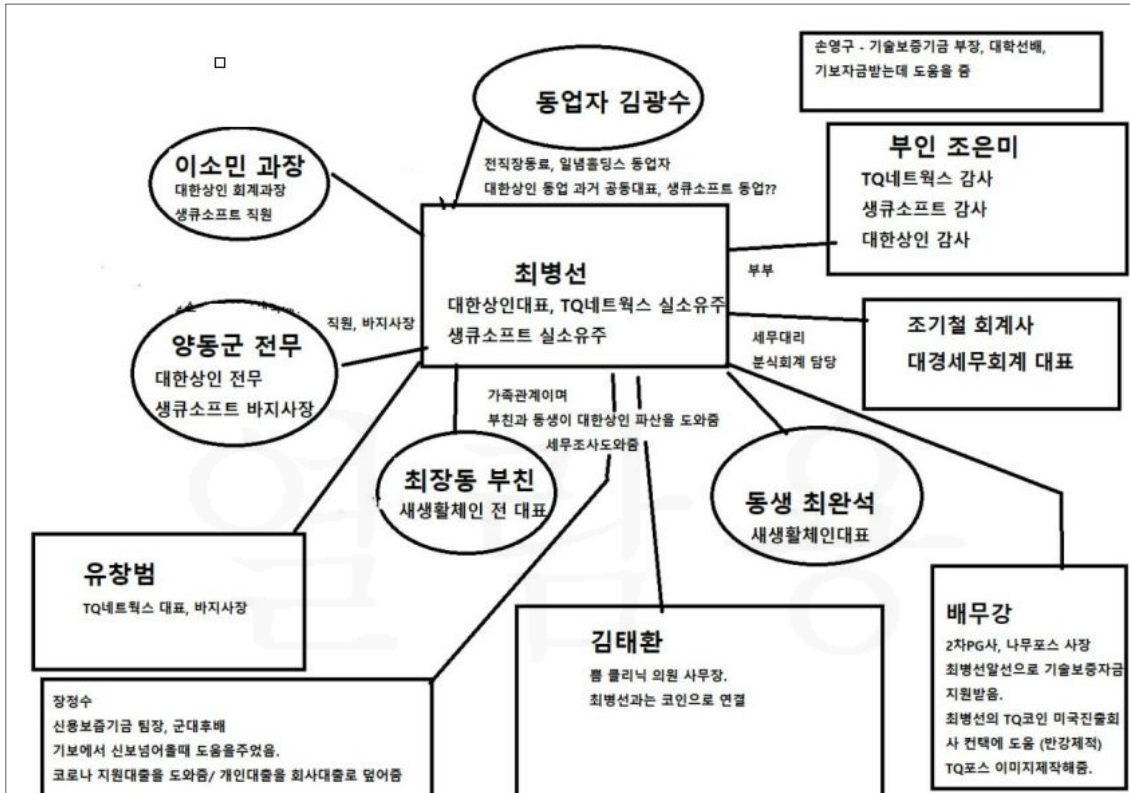 손영구 - 기술보증기금 부장, 대학선배,
기보자금받는데 도움을 줌
동업자 김광수
전직장동료, 일념홀딩스 동업자
대한상인 동업 과거 공동대표, 생큐소프트 동업??
이소민 과장
대한상인 회계과장
생큐소프트 직원
부인 조은미
TQ네트웍스 감사
생큐소프트 감사
대한상인 감사
부부
최병선
대한상인대표, TQ네트웍스 실소유주
생큐소프트 실소유주
직원, 바지사장
양동군 전무
대한상인 전무
생큐소프트 바지사장
세무대리
분식회계 담당
조기철 회계사
대경세무회계 대표
가족관계이며
부친과 동생이 대한상인 파산을 도와줌
세무조사도와줌
최장동 부친
새생활체인 전 대표
동생 최완석
새생활체인대표
열람용
유창범
TQ네트웍스 대표, 바지사장
김태환
쁨 클리닉 의원 사무장.
최병선과는 코인으로 연결
배무강
2차PG사, 나무포스 사장
최병선알선으로 기술보증자금
지원받음.
최병선의 TQ코인 미국진출회
사 컨택에 도움 (반강제적)
TQ포스 이미지제작해줌.
장정수
신용보증기금 팀장, 군대후배
기보에서 신보넘어올때 도움을주었음.
코로나 지원대출을 도와줌/ 개인대출을 회사대출로 덮어줌